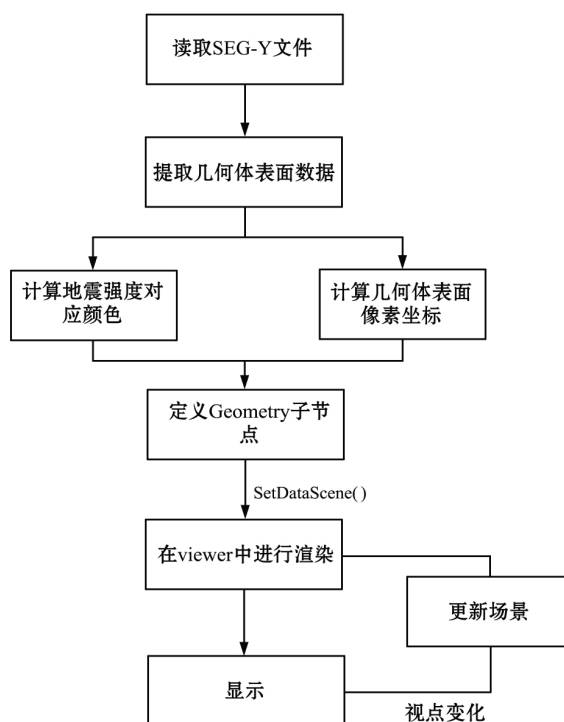 读取SEG-Y文件
提取几何体表面数据
计算地震强度对
应颜色
计算几何体表面
像素坐标
定义Geometry子节
点
SetDataScene()
在viewer中进行渲染
更新场景
显示
视点变化